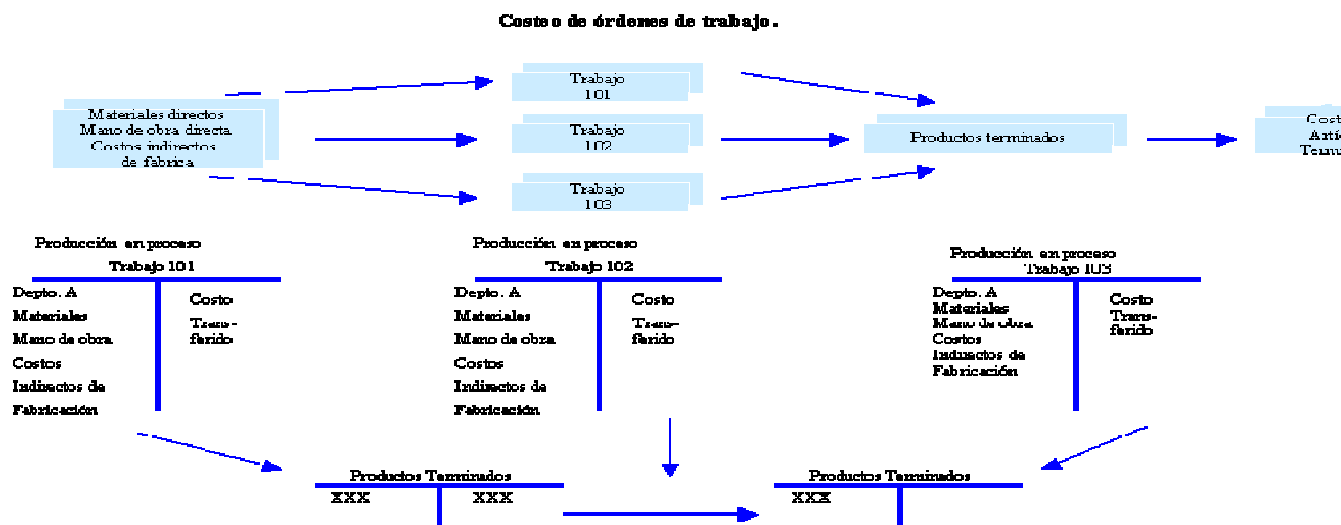 Costeo de órdenes de trabajo.
Trabajo
101
Materiales directos
Mano de obra directa
Costos indirectos
de fábrica
Trabajo
102
Productos terminados
Trabajo
103
Producción en proceso
Trabajo 101
Depto. A
Materiales
Mano de obra
Costos
Indirectos de
Fabricación
Costo
Trans-
ferido
Producción en proceso
Trabajo 102
Depto. A
Materiales
Mano de obra
Costos
Indirectos de
Fabricación
Costo
Trans-
ferido
Producción en proceso
Trabajo 103
Depto. A
Materiales
Mano de obra
Costos
Indirectos de
Fabricación
Costo
Trans-
ferido
Productos Terminados
XXX XXX
Productos Terminados
XXX